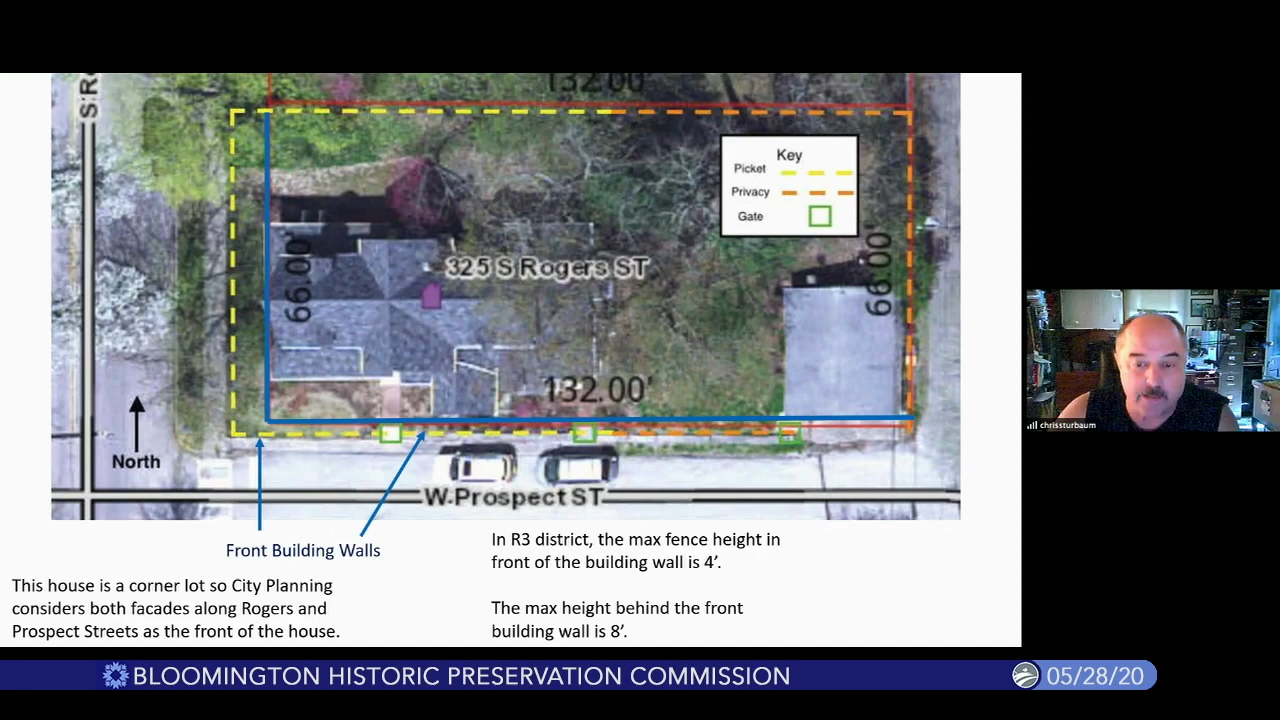 132.00'
S R
Key
Picket
Privacy
Gate
66.00'
325 S Rogers ST
66.00'
132.00'
North
W Prospect ST
Front Building Walls
In R3 district, the max fence height in
front of the building wall is 4’.
This house is a corner lot so City Planning
considers both facades along Rogers and
Prospect Streets as the front of the house.
The max height behind the front
building wall is 8’.
chrissturbaum
BLOOMINGTON HISTORIC PRESERVATION COMMISSION
05/28/20